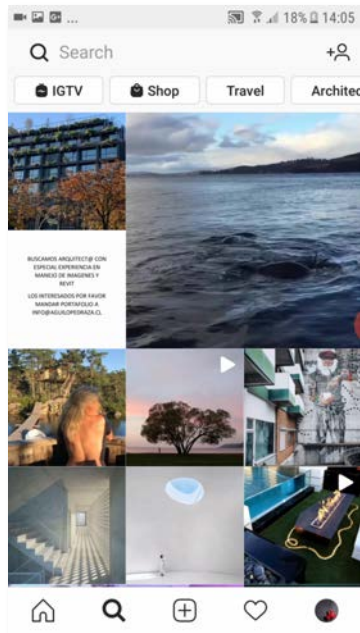 18% 14:05
Search
IGTV
Shop
Travel
Architec
BUSCAMOS ARQUITECT@ CON
ESPECIAL EXPERIENCIA EN
MANEJO DE IMAGENES Y
REVIT
LOS INTERESADOS POR FAVOR
MANDAR PORTAFOLIO A
INFO@AGUILOPEDRAZA.CL